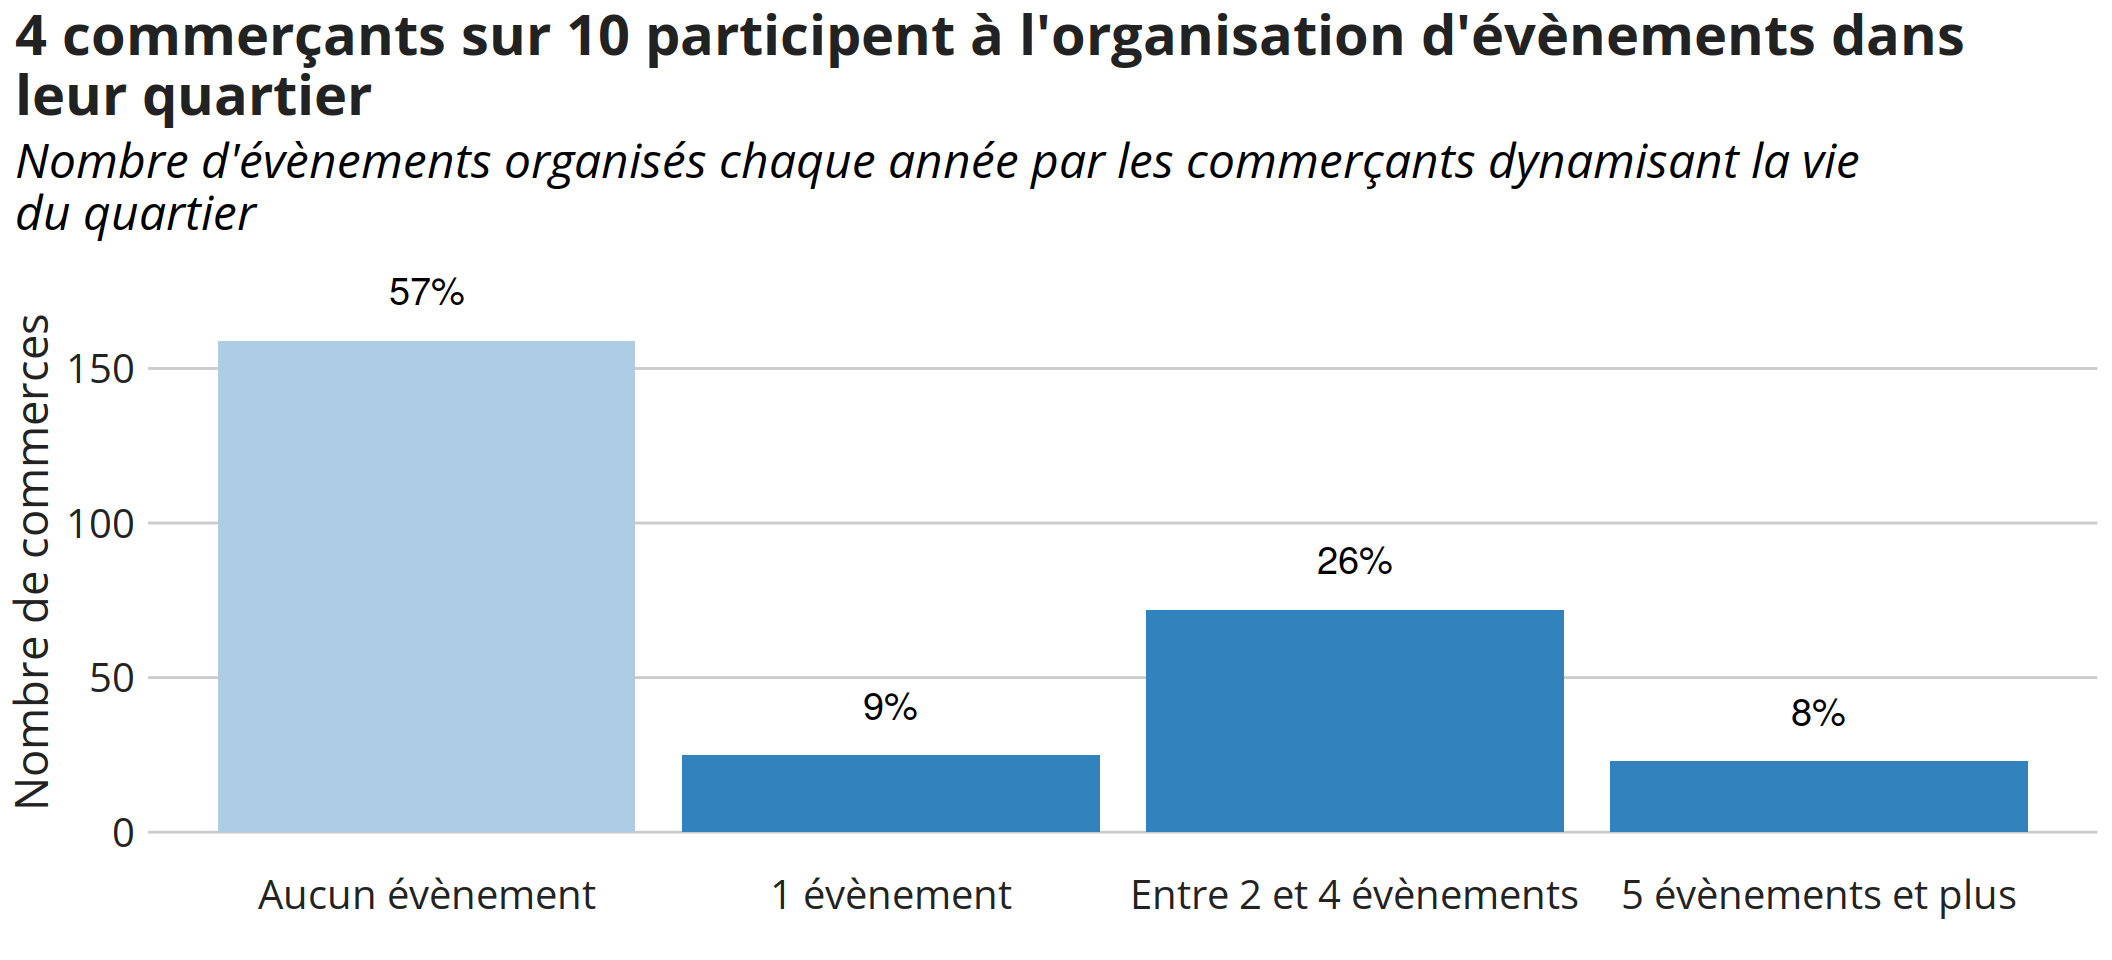 4 commerçants sur 10 participent à l'organisation d'évènements dans
leur quartier
Nombre d'évènements organisés chaque année par les commerçants dynamisant la vie
du quartier
Nombre de commerces
150
100
50
0
57%
9%
26%
8%
Aucun évènement
1 évènement
Entre 2 et 4 évènements
5 évènements et plus